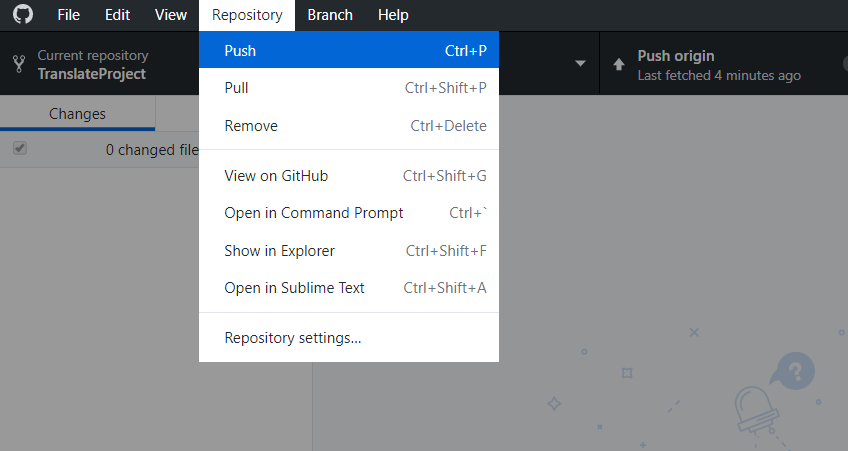 File Edit View Repository Branch Help
Current repository
TranslateProject
Push origin
Last fetched 4 minutes ago
Changes
0 changed file
Push Ctrl+P
Pull Ctrl+Shift+P
Remove Ctrl+Delete
View on GitHub Ctrl+Shift+G
Open in Command Prompt Ctrl+`
Show in Explorer Ctrl+Shift+F
Open in Sublime Text Ctrl+Shift+A
Repository settings...